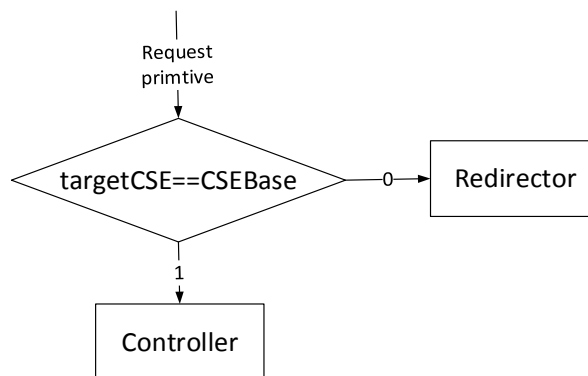 Request
primtive
targetCSE==CSEBase
0
Redirector
1
Controller